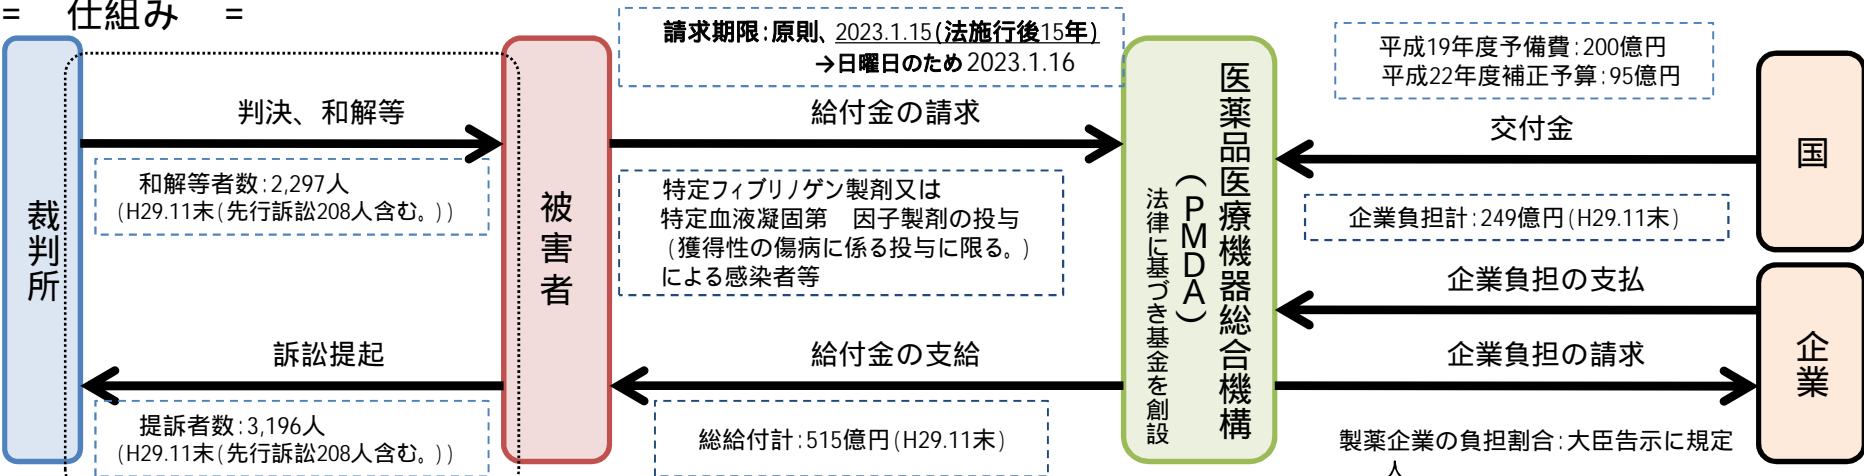 = 仕組み =
裁判所
判決、和解等
和解等者数:2,297人
(H29.11末(先行訴訟208人含む。))
訴訟提起
提訴者数:3,196人
(H29.11末(先行訴訟208人含む。))
被害者
請求期限:原則、2023.1.15(法施行後15年)
→日曜日のため2023.1.16
給付金の請求
特定フィブリノゲン製剤又は
特定血液凝固第 因子製剤の投与
(獲得性の傷病に係る投与に限る。)
による感染者等
給付金の支給
総給付計:515億円(H29.11末)
医薬品医療機器総合機構
(PMDA)
法律に基づき基金を創設
平成19年度予備費:200億円
平成22年度補正予算:95億円
交付金
国
企業負担計:249億円(H29.11末)
企業負担の支払
企業負担の請求
企業
製薬企業の負担割合:大臣告示に規定